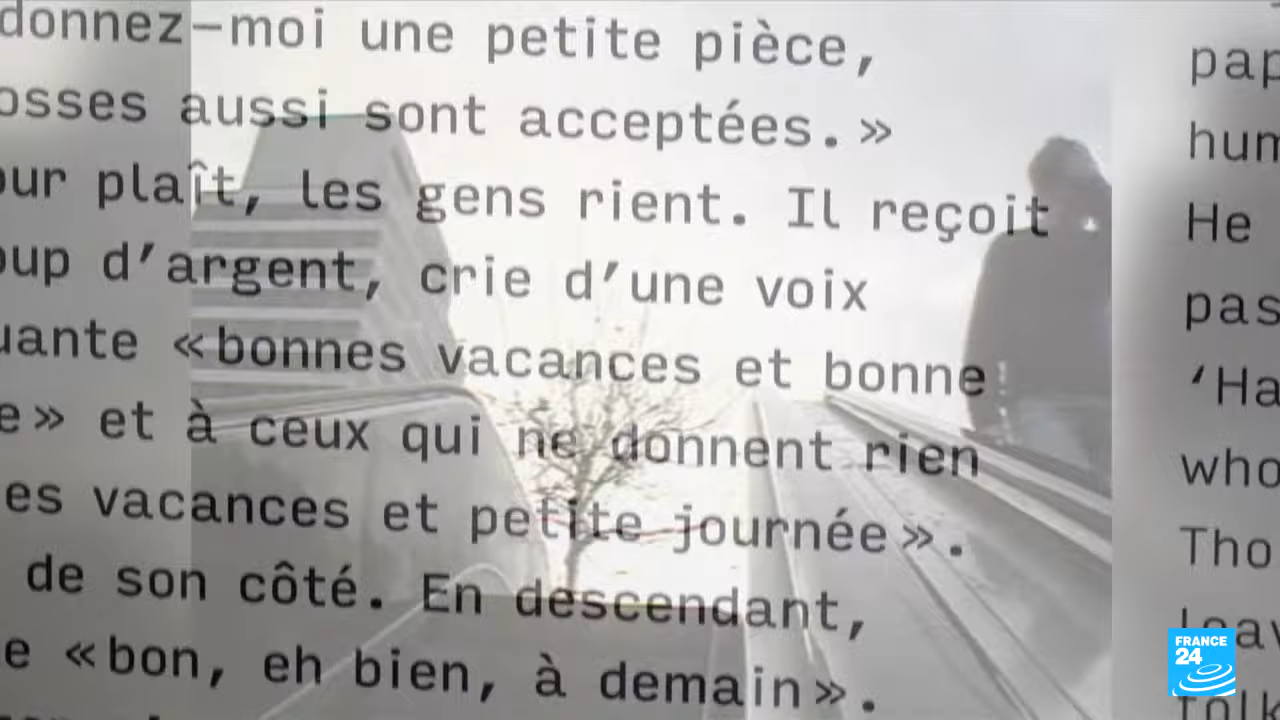 donnez-moi une petite pièce,
osses aussi sont acceptées. »
our plaît, les gens rient. Il reçoit
oup d'argent, crie d'une voix
uante «bonnes vacances et bonne
e» et à ceux qui ne donnent rien
es vacances et petite journée».
de son côté. En descendant,
e «bon, eh bien, à demain».
pap
hum
He
pas
‘Ha
who
Tho
leav
folk
FRANCE
24